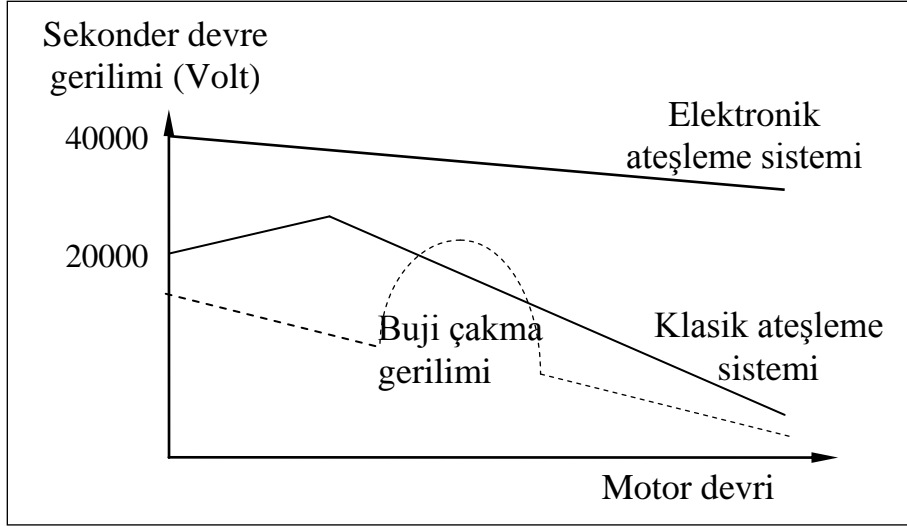 Sekonder devre
gerilimi (Volt)
40000
Elektronik
ateşleme sistemi
20000
Buji çakma
gerilimi
Klasik ateşleme
sistemi
Motor devri